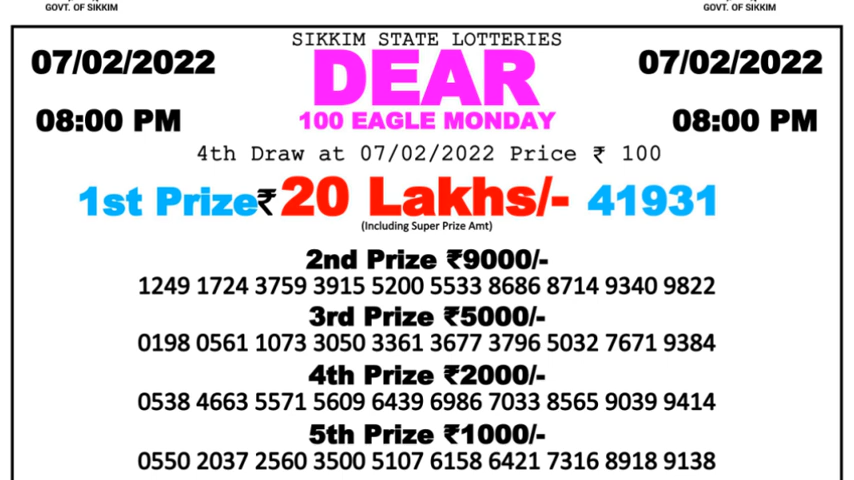 GOVT. OF SIKKIM GOVT. OF SIKKIM
SIKKIM STATE LOTTERIES
07/02/2022 DEAR 07/02/2022
08:00 PM 100 EAGLE MONDAY 08:00 PM
4th Draw at 07/02/2022 Price ₹ 100
1st Prize₹ 20 Lakhs/- 41931
(Including Super Prize Amt)
2nd Prize ₹9000/-
1249 1724 3759 3915 5200 5533 8686 8714 9340 9822
3rd Prize ₹5000/-
0198 0561 1073 3050 3361 3677 3796 5032 7671 9384
4th Prize ₹2000/-
0538 4663 5571 5609 6439 6986 7033 8565 9039 9414
5th Prize ₹1000/-
0550 2037 2560 3500 5107 6158 6421 7316 8918 9138